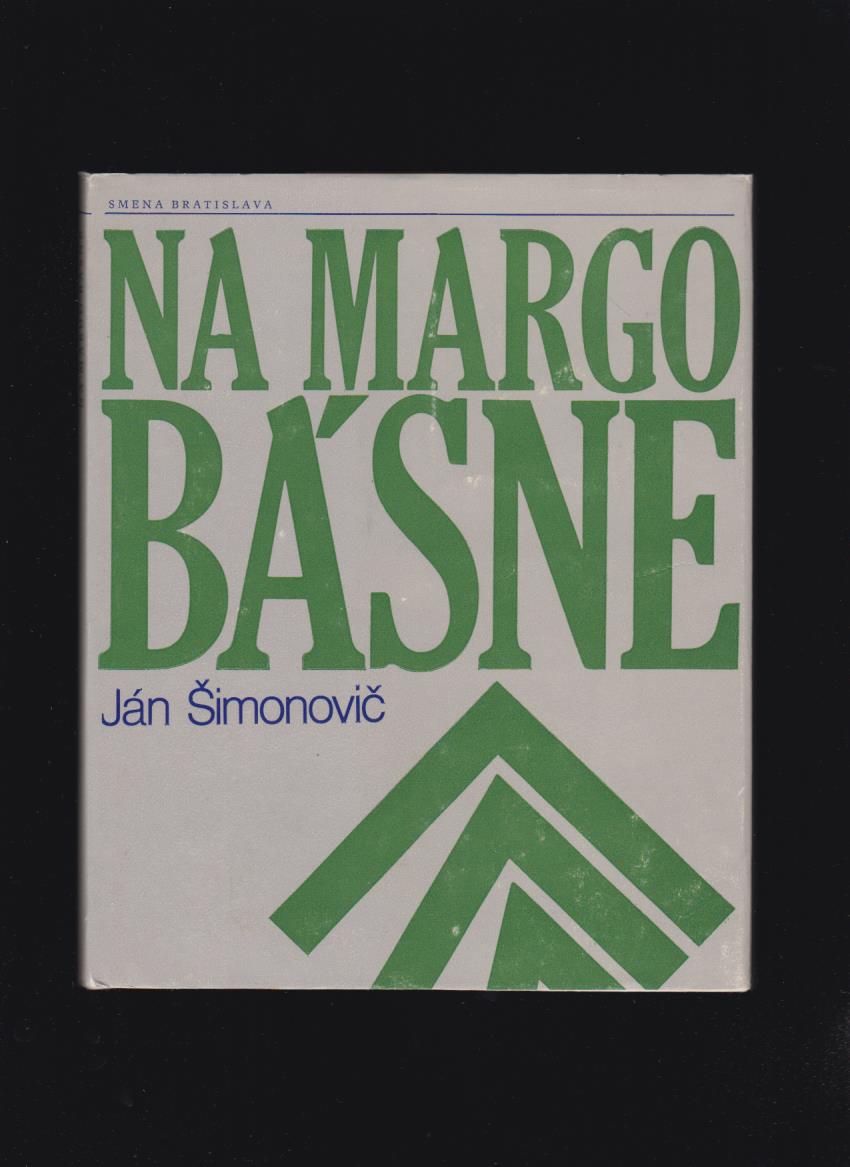 SMENA BRATISLAVA
NA MARGO
BÁSNE
Ján Šimonovič